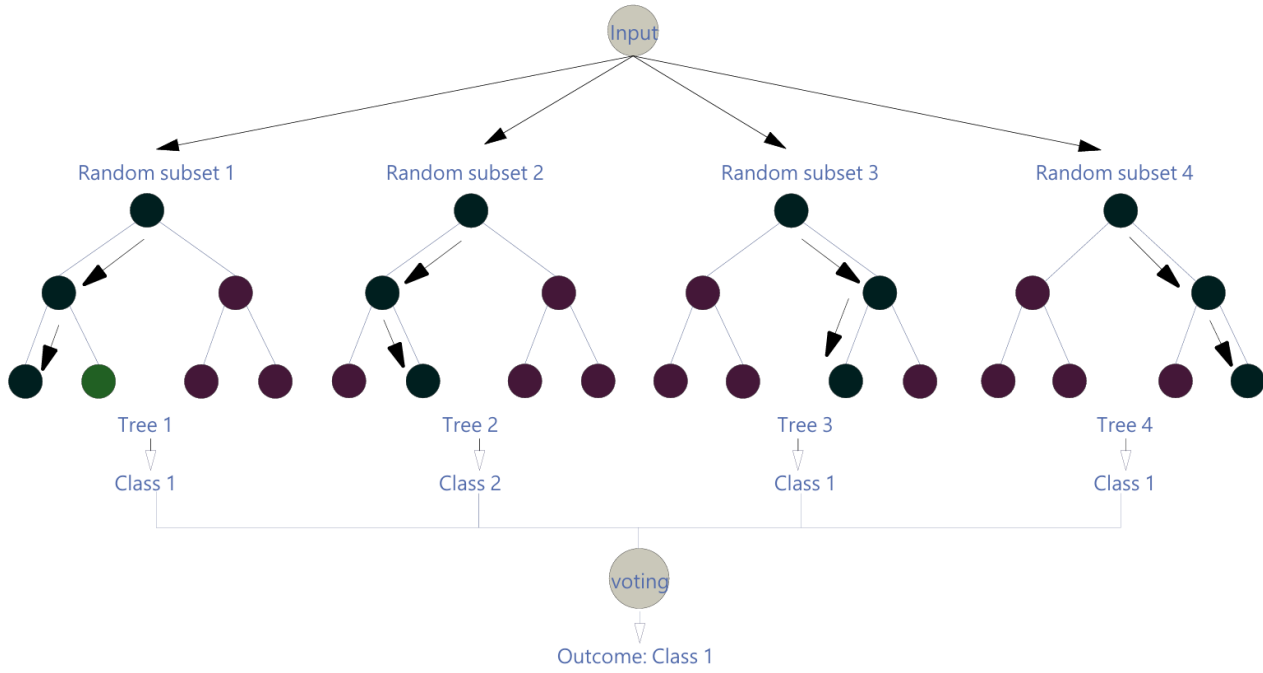 Input
Random subset 1
Random subset 2
Random subset 3
Random subset 4
Tree 1
Tree 2
Tree 3
Tree 4
Class 1
Class 2
Class 1
Class 1
voting
Outcome: Class 1